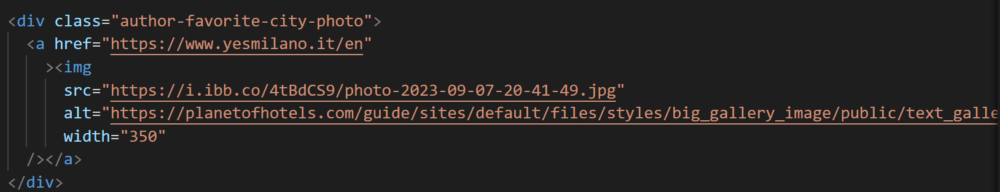 <div class="author-favorite-city-photo">
<a href="https://www.yesmilano.it/en"
><img
src="https://i.ibb.co/4tBdCS9/photo-2023-09-07-20-41-49.jpg"
alt="https://planetofhotels.com/guide/sites/default/files/styles/big_gallery_image/public/text_galle
width="350"
/></a>
</div>